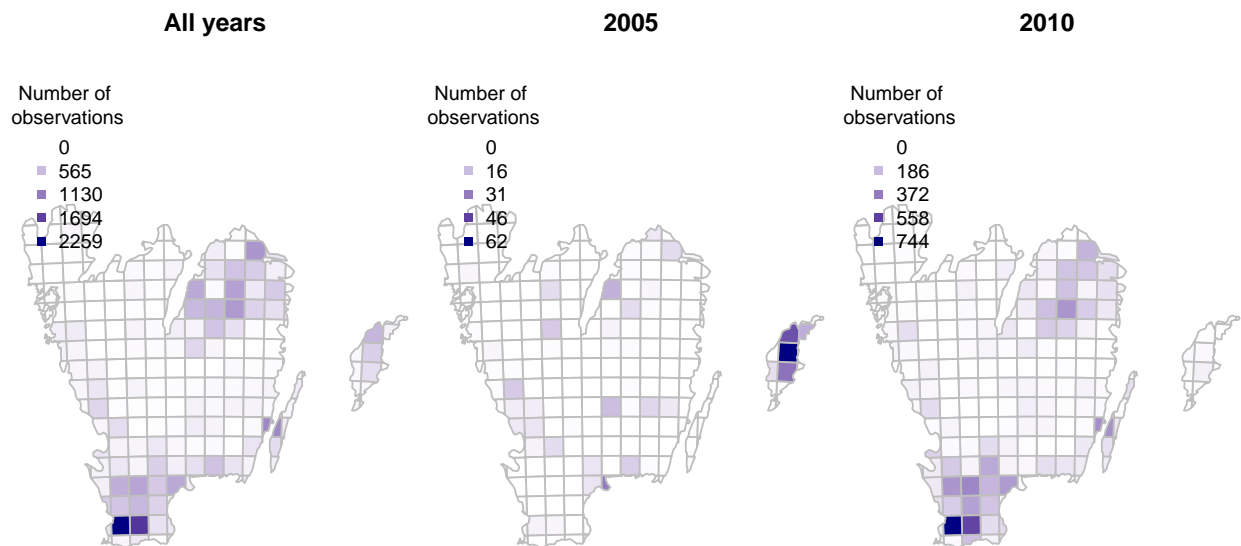 All years
Number of
observations
0
565
1130
1694
2259
2005
Number of
observations
0
16
31
46
62
2010
Number of
observations
0
186
372
558
744